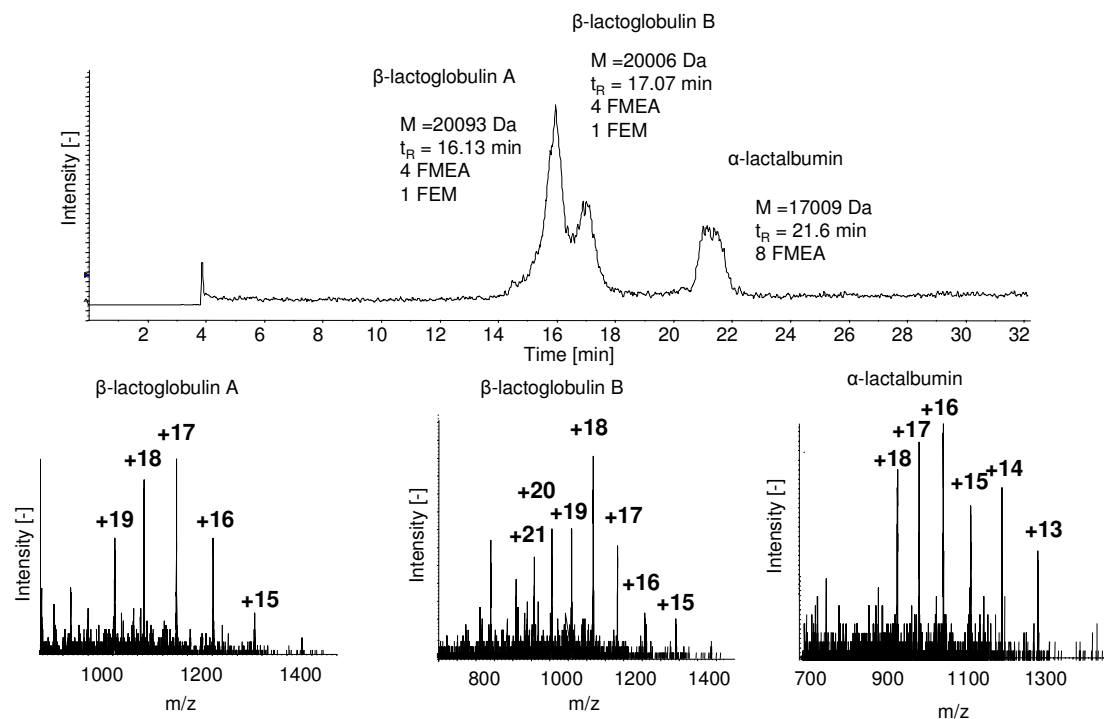 β-lactoglobulin B
M =20006 Da
tR = 17.07 min
4 FMEA
1 FEM
β-lactoglobulin A
M =20093 Da
tR = 16.13 min
4 FMEA
1 FEM
α-lactalbumin
M =17009 Da
tR = 21.6 min
8 FMEA
Intensity [-]
2 4 6 8 10 12 14 16 18 20 22 24 26 28 30 32
Time [min]
β-lactoglobulin A
+17
+18
+19
+16
+15
Intensity [-]
1000 1200 1400
m/z
β-lactoglobulin B
+18
+20
+19
+17
+21
+16
+15
Intensity [-]
800 1000 1200 1400
m/z
α-lactalbumin
+16
+17
+18
+14
+15
+13
Intensity [-]
700 900 1100 1300
m/z